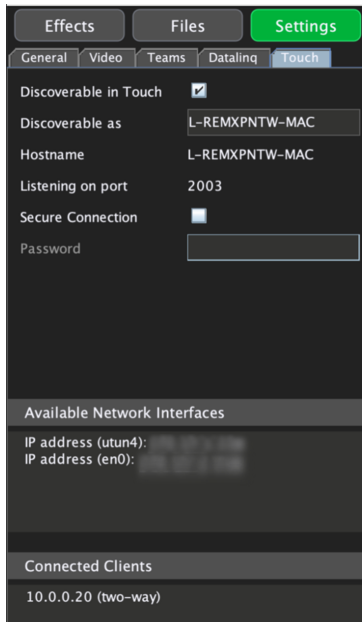 Effects Files Settings
General Video Teams Datalinq Touch
Discoverable in Touch
Discoverable as L-REMXPNTW-MAC
Hostname L-REMXPNTW-MAC
Listening on port 2003
Secure Connection
Password
Available Network Interfaces
IP address (utun4):
IP address (en0):
Connected Clients
10.0.0.20 (two-way)